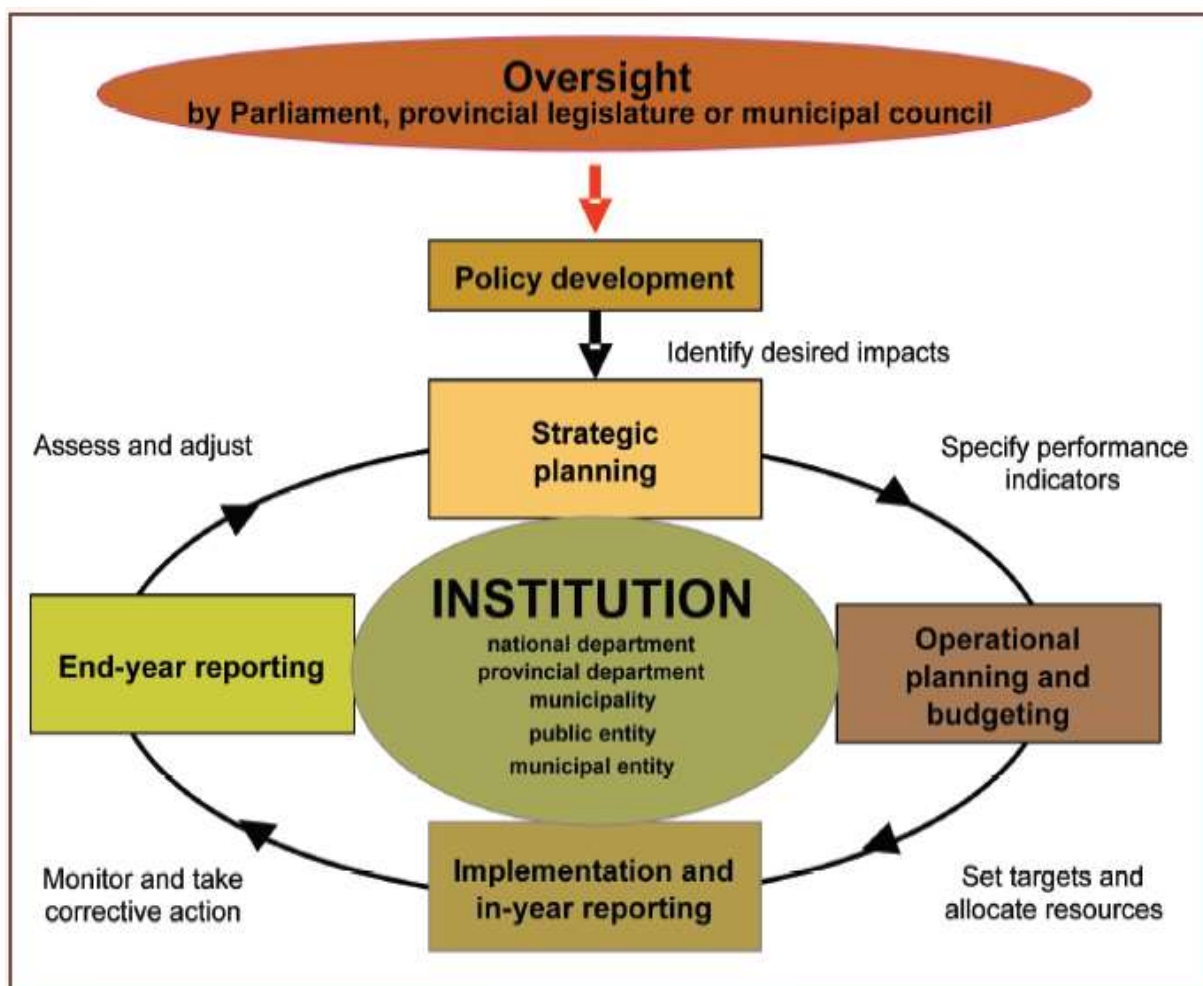 Oversight
by Parliament, provincial legislature or municipal council
Policy development
Identify desired impacts
Strategic
planning
Assess and adjust
Specify performance
indicators
INSTITUTION
national department
provincial department
municipality
public entity
municipal entity
End-year reporting
Operational
planning and
budgeting
Implementation and
in-year reporting
Monitor and take
corrective action
Set targets and
allocate resources